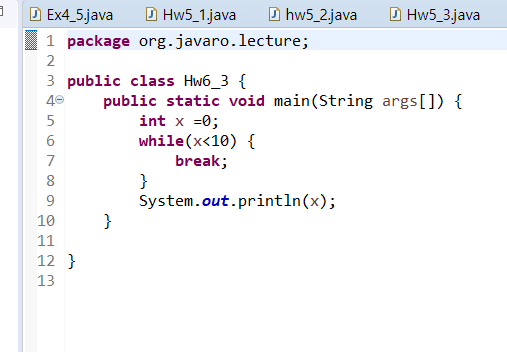 Ex4_5.java Hw5_1.java hw5_2.java Hw5_3.java
1 package org.javaro.lecture;
2
3 public class Hw6_3 {
4 public static void main(String args[]) {
5 int x =0;
6 while(x<10) {
7 break;
8 }
9 System.out.println(x);
10 }
11
12 }
13